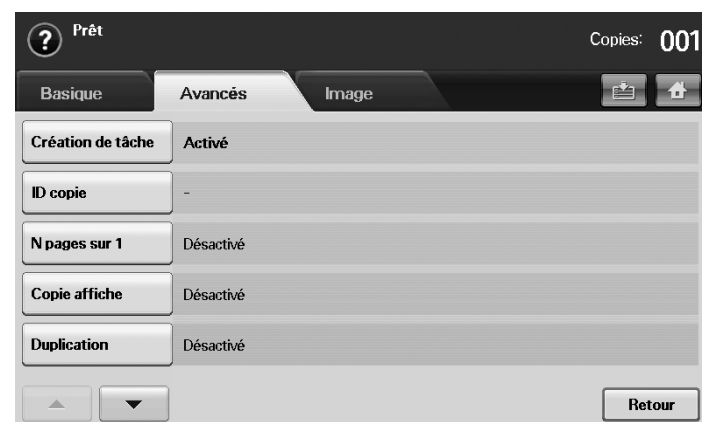 ?
Prêt
Copies: 001
Basique
Avancés
Image
Création de tâche
Activé
ID copie
-
N pages sur 1
Désactivé
Copie affiche
Désactivé
Duplication
Désactivé
Retour